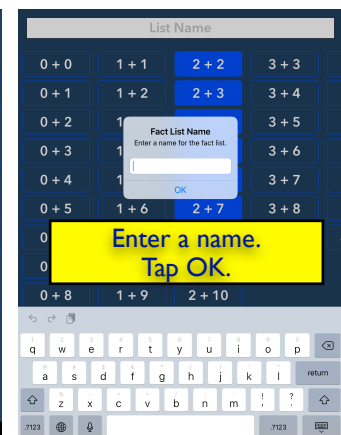 List Name
0 + 0 1 + 1 2 + 2 3 + 3
0 + 1 1 + 2 2 + 3 3 + 4
0 + 2 1 3 + 5
0 + 3 1 3 + 6
0 + 4 1 3 + 7
0 + 5 1 + 6 2 + 7 3 + 8
0
0
0 + 8 1 + 9 2 + 10
Fact List Name
Enter a name for the fact list.
OK
Enter a name.
Tap OK.
q w e r t y u i o p
a s d f g h j k l return
z x c v b n m ! ?
.?123 .?123